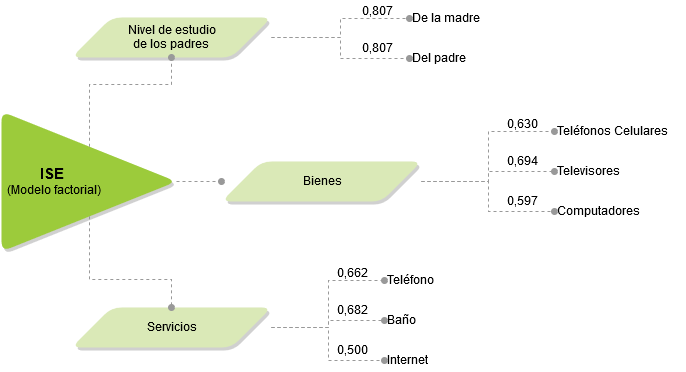 Nivel de estudio
de los padres
0,807
De la madre
0,807
Del padre
ISE
(Modelo factorial)
Bienes
0,630
Teléfonos Celulares
0,694
Televisores
0,597
Computadores
Servicios
0,662
Teléfono
0,682
Baño
0,500
Internet